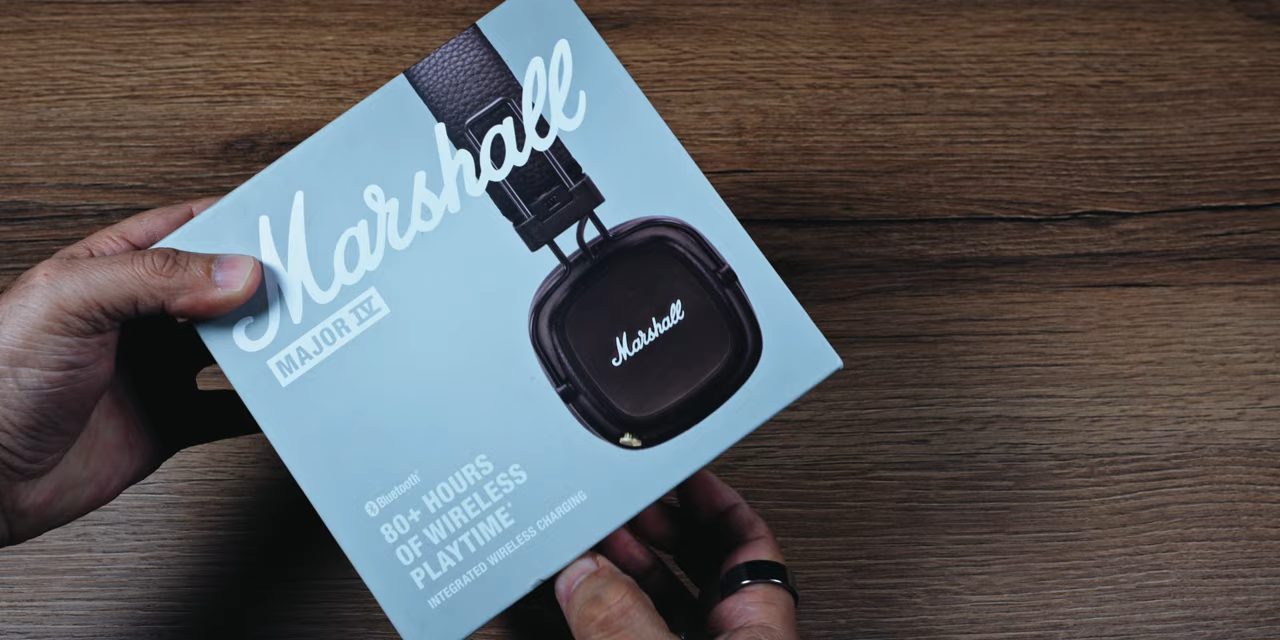 Marshall
MAJOR IV
Marshall
Bluetooth®
80+ HOURS
OF WIRELESS
PLAYTIME*
INTEGRATED WIRELESS CHARGING